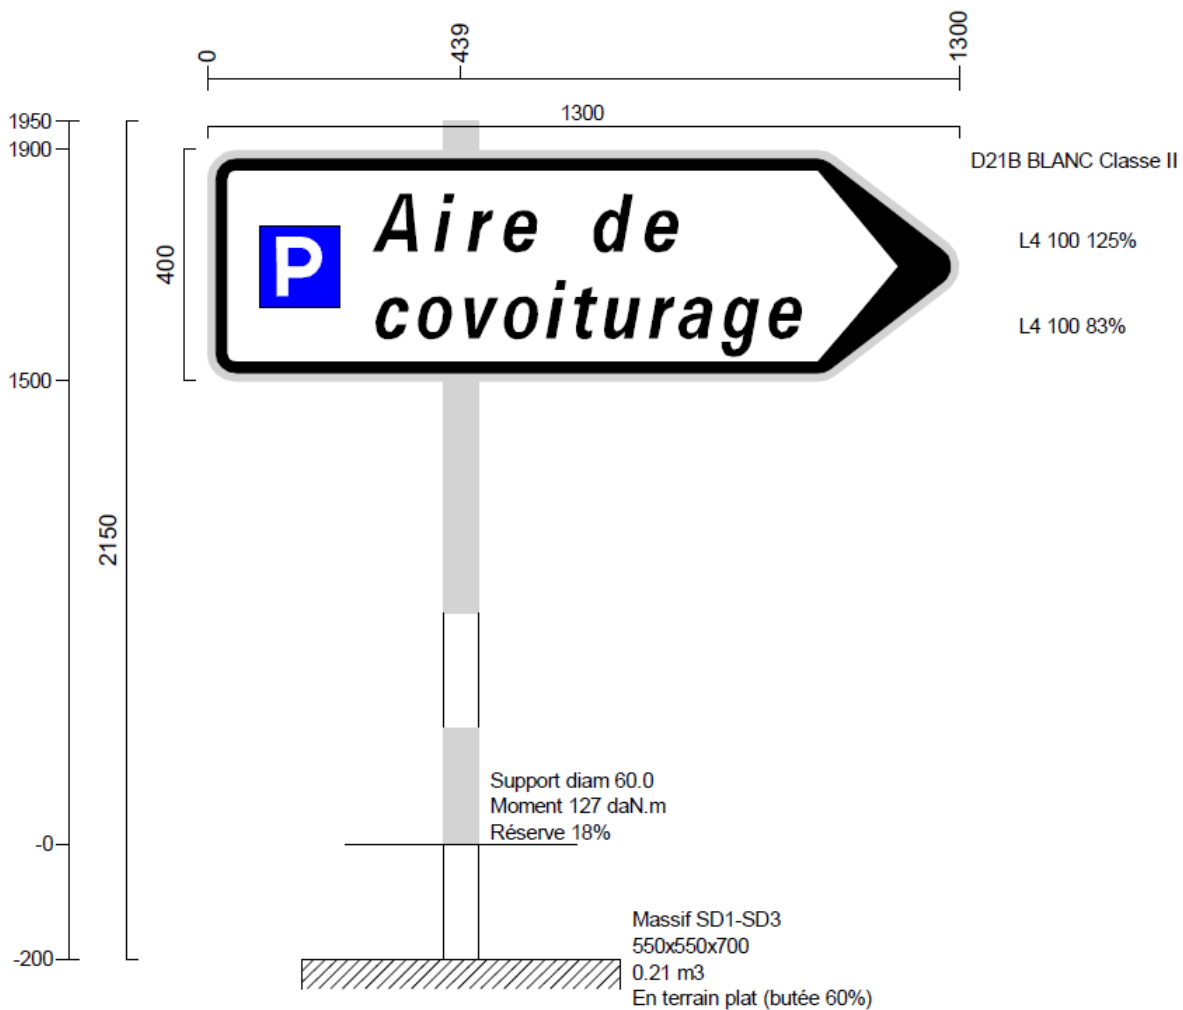 0
439
1300
1300
1950
1900
D21B BLANC Classe II
Aire de
L4 100 125%
400
P
covoiturage
L4 100 83%
1500
2150
Support diam 60.0
Moment 127 daN.m
Réserve 18%
-0
Massif SD1-SD3
550x550x700
-200
0.21 m3
En terrain plat (butée 60%)